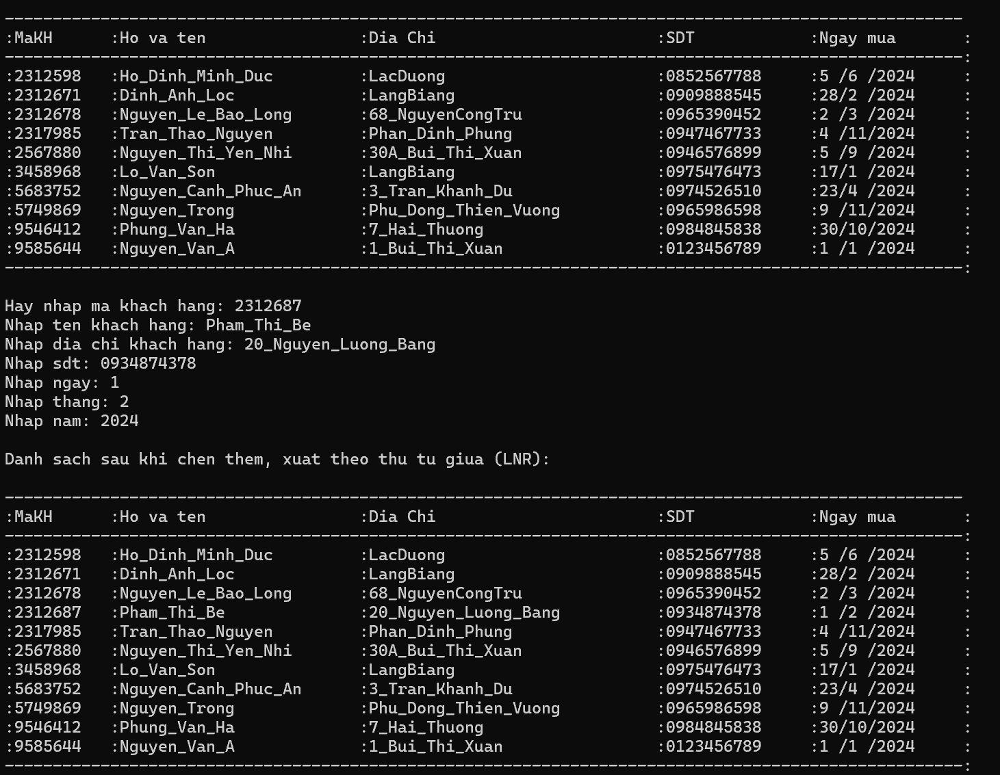 ----------------------------------------------------------------------------------------------------
:MaKH      :Ho va ten                :Dia Chi                       :SDT            :Ngay mua       :
----------------------------------------------------------------------------------------------------:
:2312598   :Ho_Dinh_Minh_Duc         :LacDuong                      :0852567788     :5 /6 /2024     :
:2312671   :Dinh_Anh_Loc             :LangBiang                     :0909888545     :28/2 /2024     :
:2312678   :Nguyen_Le_Bao_Long       :68_NguyenCongTru              :0965390452     :2 /3 /2024     :
:2317985   :Tran_Thao_Nguyen         :Phan_Dinh_Phung               :0947467733     :4 /11/2024     :
:2567880   :Nguyen_Thi_Yen_Nhi       :30A_Bui_Thi_Xuan              :0946576899     :5 /9 /2024     :
:3458968   :Lo_Van_Son               :LangBiang                     :0975476473     :17/1 /2024     :
:5683752   :Nguyen_Canh_Phuc_An      :3_Tran_Khanh_Du               :0974526510     :23/4 /2024     :
:5749869   :Nguyen_Trong             :Phu_Dong_Thien_Vuong          :0965986598     :9 /11/2024     :
:9546412   :Phung_Van_Ha             :7_Hai_Thuong                  :0984845838     :30/10/2024     :
:9585644   :Nguyen_Van_A             :1_Bui_Thi_Xuan                :0123456789     :1 /1 /2024     :
----------------------------------------------------------------------------------------------------:
Hay nhap ma khach hang: 2312687
Nhap ten khach hang: Pham_Thi_Be
Nhap dia chi khach hang: 20_Nguyen_Luong_Bang
Nhap sdt: 0934874378
Nhap ngay: 1
Nhap thang: 2
Nhap nam: 2024
Danh sach sau khi chen them, xuat theo thu tu giua (LNR):
----------------------------------------------------------------------------------------------------
:MaKH      :Ho va ten                :Dia Chi                       :SDT            :Ngay mua       :
----------------------------------------------------------------------------------------------------:
:2312598   :Ho_Dinh_Minh_Duc         :LacDuong                      :0852567788     :5 /6 /2024     :
:2312671   :Dinh_Anh_Loc             :LangBiang                     :0909888545     :28/2 /2024     :
:2312678   :Nguyen_Le_Bao_Long       :68_NguyenCongTru              :0965390452     :2 /3 /2024     :
:2312687   :Pham_Thi_Be              :20_Nguyen_Luong_Bang          :0934874378     :1 /2 /2024     :
:2317985   :Tran_Thao_Nguyen         :Phan_Dinh_Phung               :0947467733     :4 /11/2024     :
:2567880   :Nguyen_Thi_Yen_Nhi       :30A_Bui_Thi_Xuan              :0946576899     :5 /9 /2024     :
:3458968   :Lo_Van_Son               :LangBiang                     :0975476473     :17/1 /2024     :
:5683752   :Nguyen_Canh_Phuc_An      :3_Tran_Khanh_Du               :0974526510     :23/4 /2024     :
:5749869   :Nguyen_Trong             :Phu_Dong_Thien_Vuong          :0965986598     :9 /11/2024     :
:9546412   :Phung_Van_Ha             :7_Hai_Thuong                  :0984845838     :30/10/2024     :
:9585644   :Nguyen_Van_A             :1_Bui_Thi_Xuan                :0123456789     :1 /1 /2024     :
----------------------------------------------------------------------------------------------------: